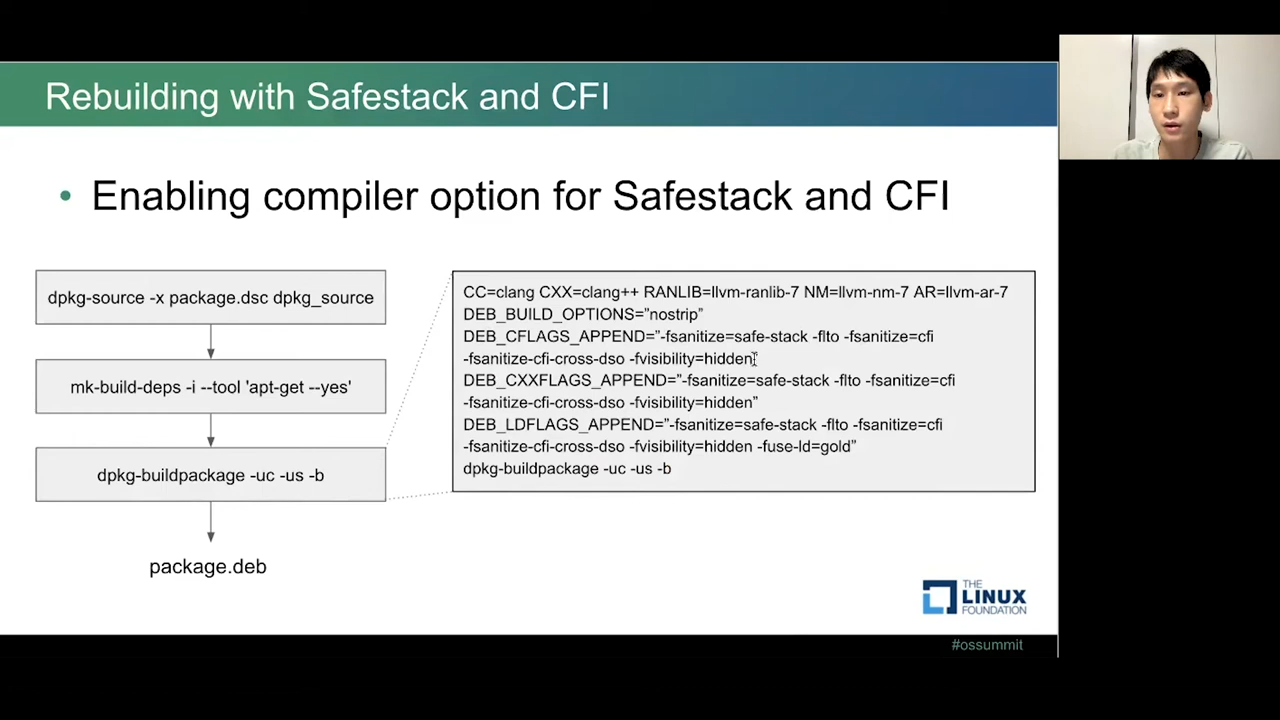 Rebuilding with Safestack and CFI
• Enabling compiler option for Safestack and CFI
dpkg-source -x package.dsc dpkg_source
mk-build-deps -i --tool 'apt-get --yes'
dpkg-buildpackage -uc -us -b
package.deb
CC=clang CXX=clang++ RANLIB=llvm-ranlib-7 NM=llvm-nm-7 AR=llvm-ar-7
DEB_BUILD_OPTIONS=”nostrip”
DEB_CFLAGS_APPEND=”-fsanitize=safe-stack -flto -fsanitize=cfi
-fsanitize-cfi-cross-dso -fvisibility=hidden”
DEB_CXXFLAGS_APPEND=”-fsanitize=safe-stack -flto -fsanitize=cfi
-fsanitize-cfi-cross-dso -fvisibility=hidden”
DEB_LDFLAGS_APPEND=”-fsanitize=safe-stack -flto -fsanitize=cfi
-fsanitize-cfi-cross-dso -fvisibility=hidden -fuse-ld=gold”
dpkg-buildpackage -uc -us -b
THE
LINUX
FOUNDATION
#ossummit